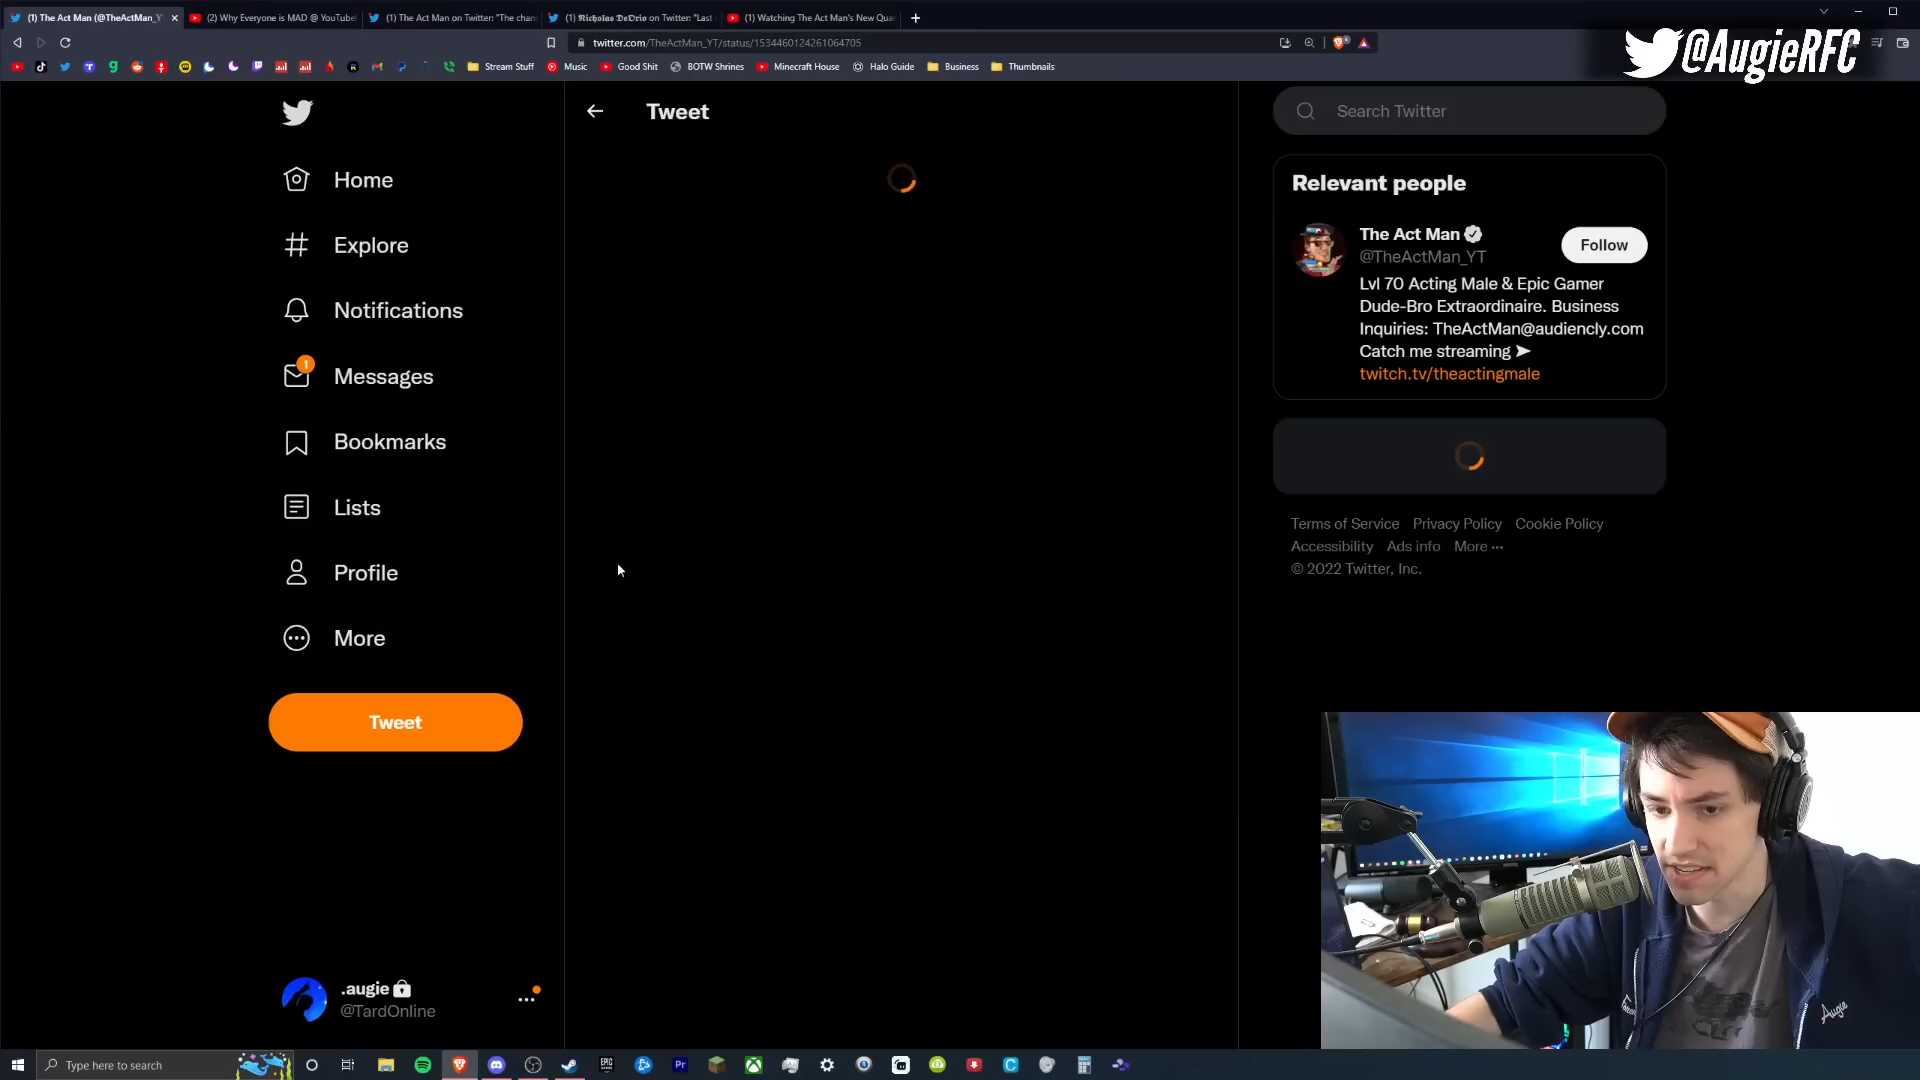 (1) The Act Man (@TheActMan_Y
(2) Why Everyone is MAD @ YouTube
(1) The Act Man on Twitter: "The chan
(1) 𝕹𝖎𝖈𝖍𝖔𝖑𝖆𝖘 𝕯𝖊𝕺𝖗𝖎𝖔 on Twitter: "Last
(1) Watching The Act Man's New Quan
twitter.com/TheActMan_YT/status/1534460124261064705
@AugieRFC
Stream Stuff
Music
Good Shit
BOTW Shrines
Minecraft House
Halo Guide
Business
Thumbnails
Home
Explore
Notifications
1
Messages
Bookmarks
Lists
Profile
More
Tweet
.augie
@TardOnline
Tweet
Search Twitter
Relevant people
The Act Man
@TheActMan_YT
Follow
Lvl 70 Acting Male & Epic Gamer
Dude-Bro Extraordinaire. Business
Inquiries: TheActMan@audiencly.com
Catch me streaming ➤
twitch.tv/theactingmale
Terms of Service Privacy Policy Cookie Policy
Accessibility Ads info More ···
© 2022 Twitter, Inc.
Augie
Type here to search
EPIC
Pr